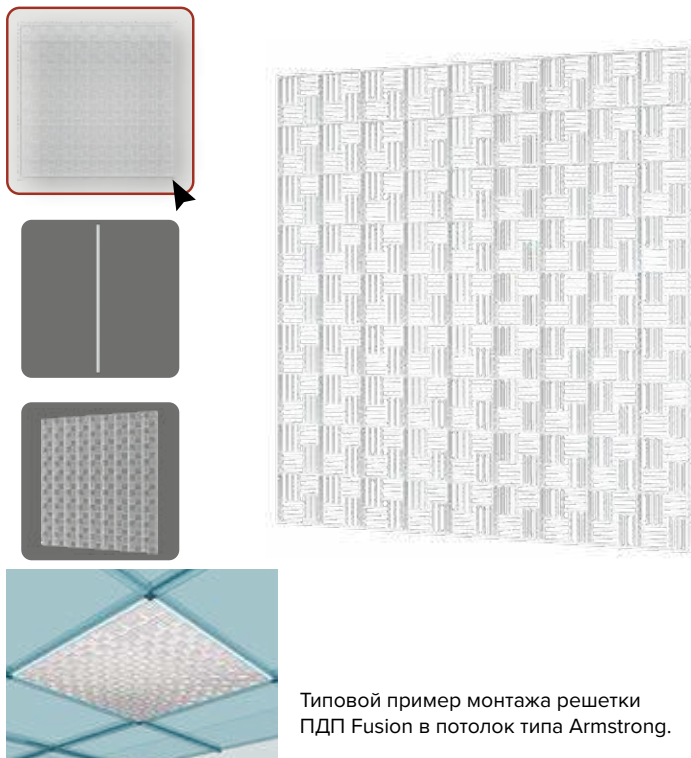 Типовой пример монтажа решетки
ПДП Fusion в потолок типа Armstrong.